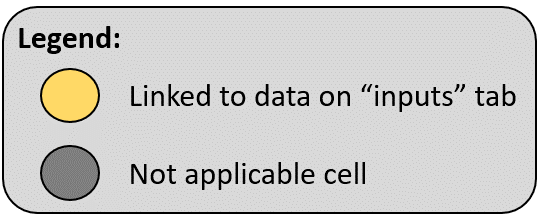 Legend:
Linked to data on “inputs” tab
Not applicable cell